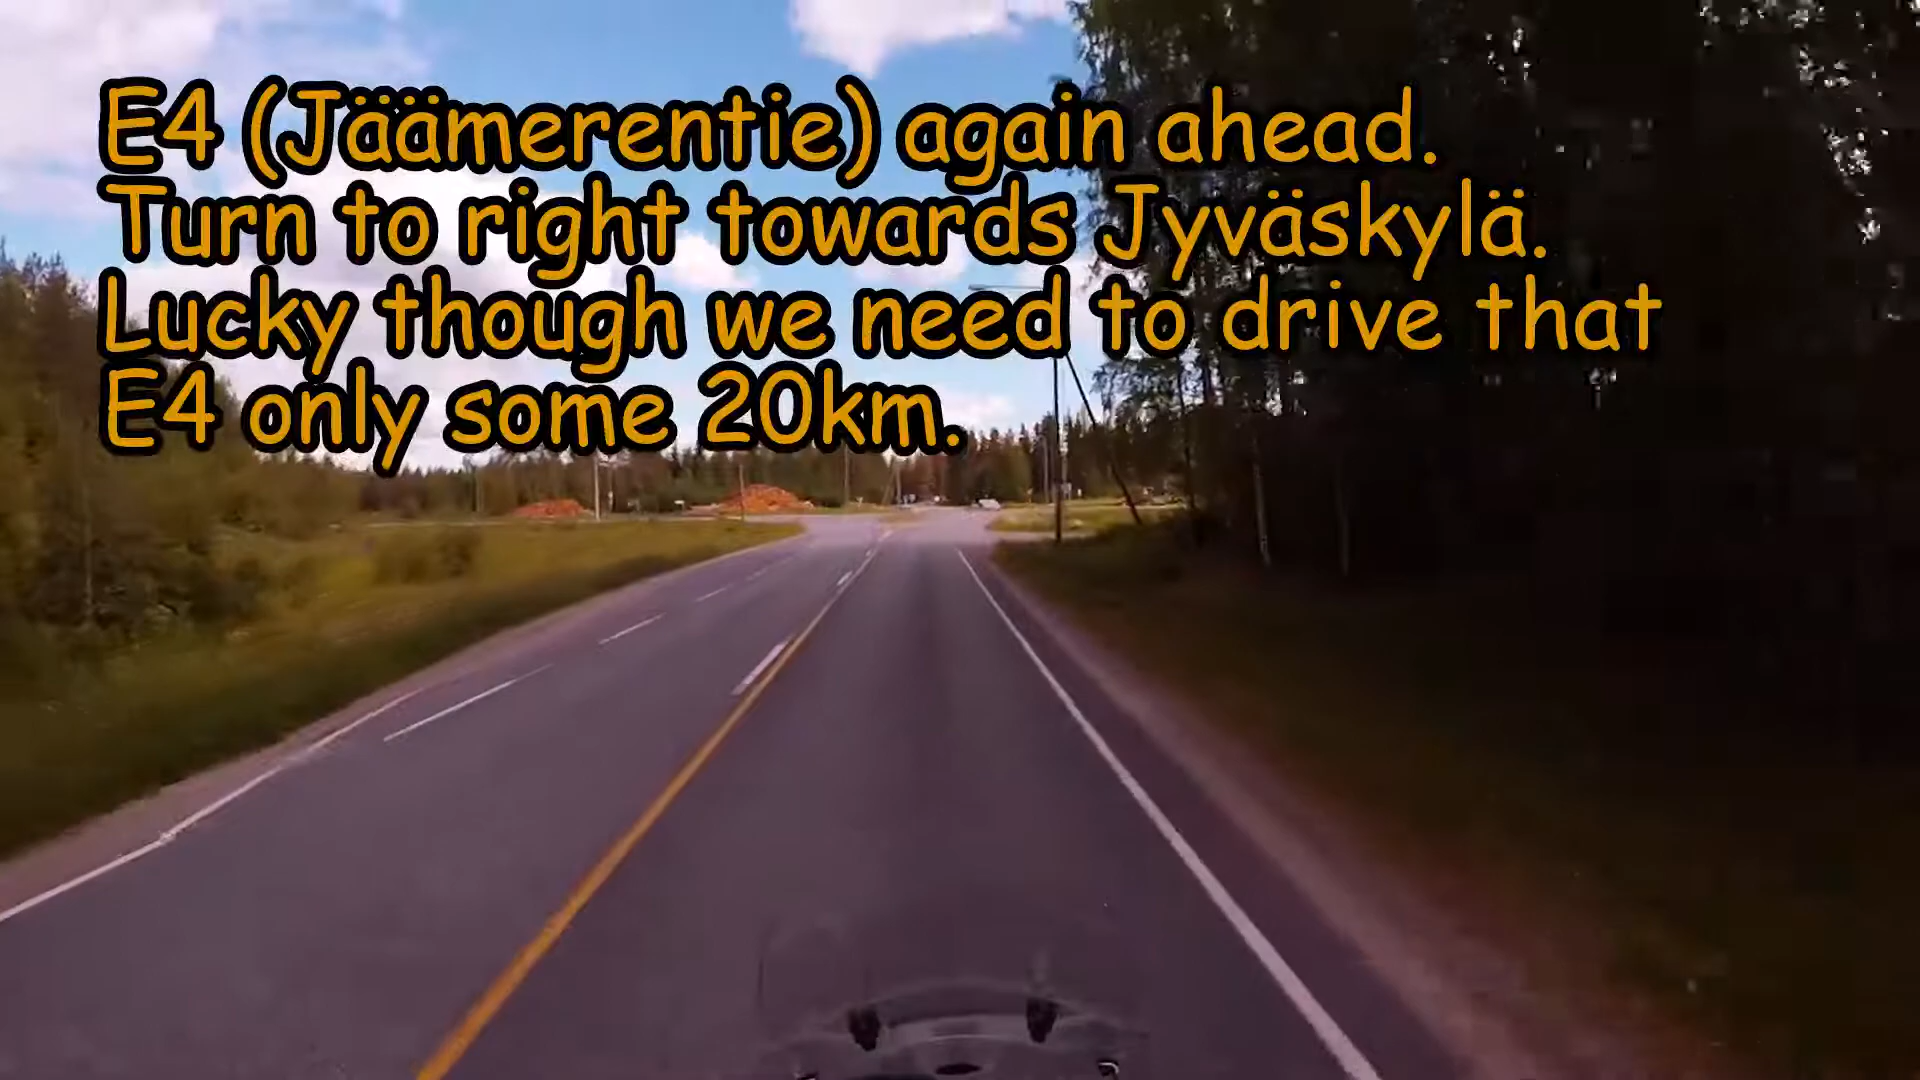 E4 (Jäämerentie) again ahead.
Turn to right towards Jyväskylä.
Lucky though we need to drive that
E4 only some 20km.